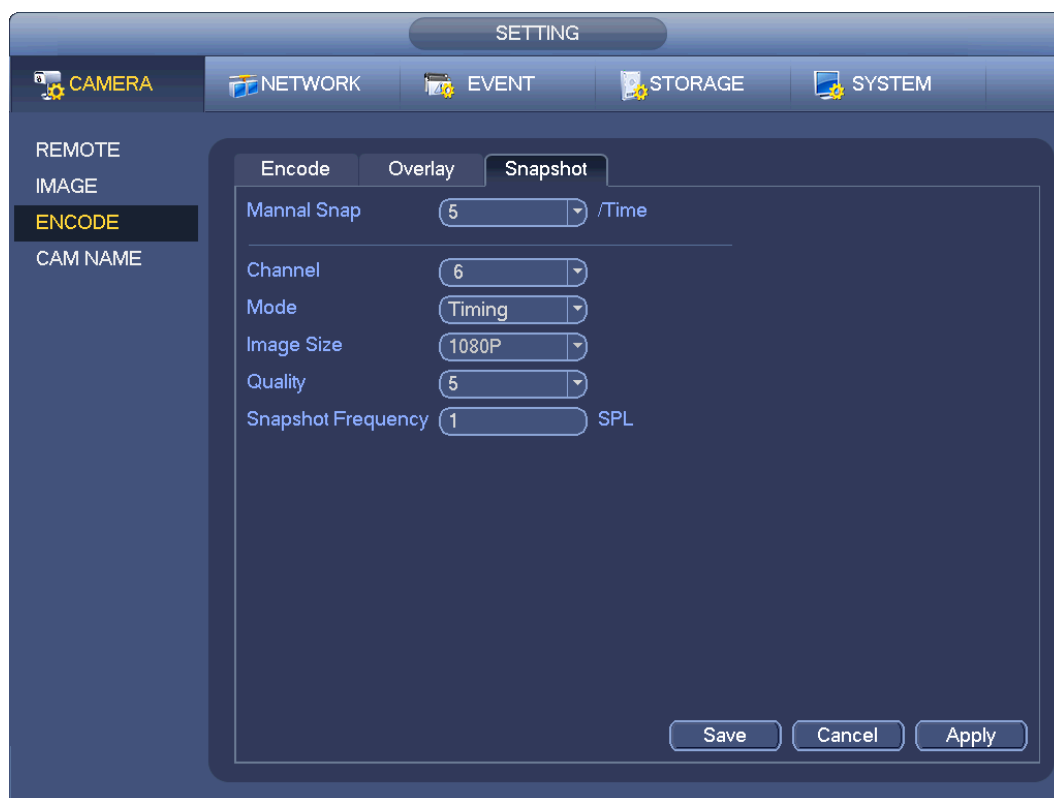 SETTING
CAMERA NETWORK EVENT STORAGE SYSTEM
REMOTE
IMAGE
ENCODE
CAM NAME
Encode Overlay Snapshot
Mannal Snap 5 /Time
Channel 6
Mode Timing
Image Size 1080P
Quality 5
Snapshot Frequency 1 SPL
Save Cancel Apply